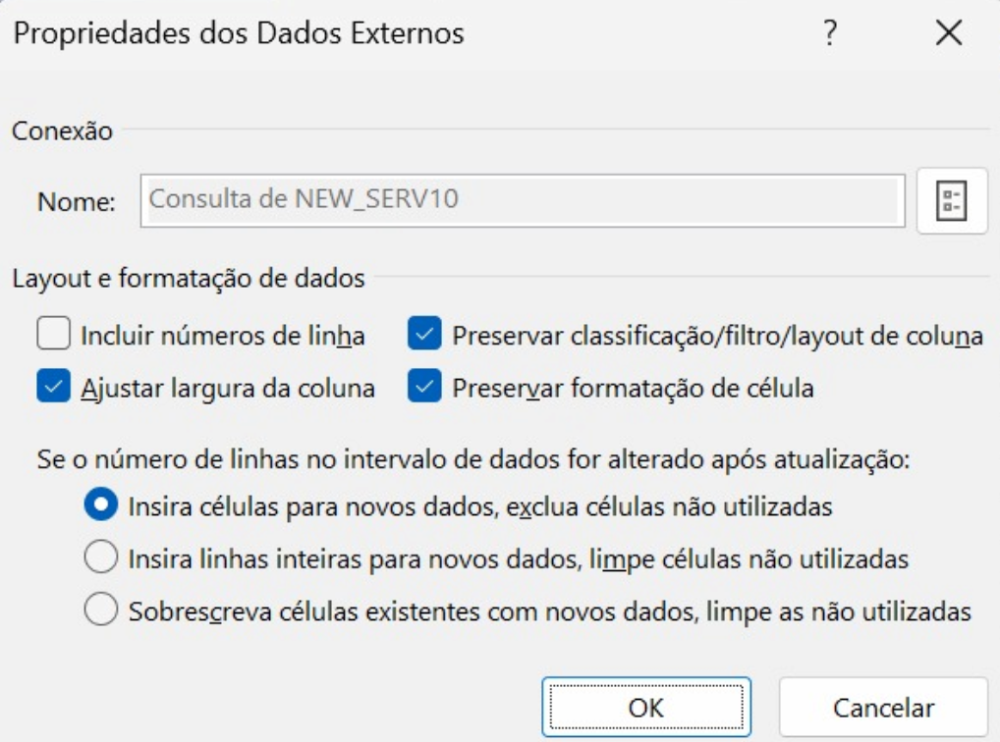 Propriedades dos Dados Externos ?
Conexão
Nome: Consulta de NEW_SERV10
Layout e formatação de dados
Incluir números de linha Preservar classificação/filtro/layout de coluna
Ajustar largura da coluna Preservar formatação de célula
Se o número de linhas no intervalo de dados for alterado após atualização:
Insira células para novos dados, exclua células não utilizadas
Insira linhas inteiras para novos dados, limpe células não utilizadas
Sobrescreva células existentes com novos dados, limpe as não utilizadas
OK Cancelar